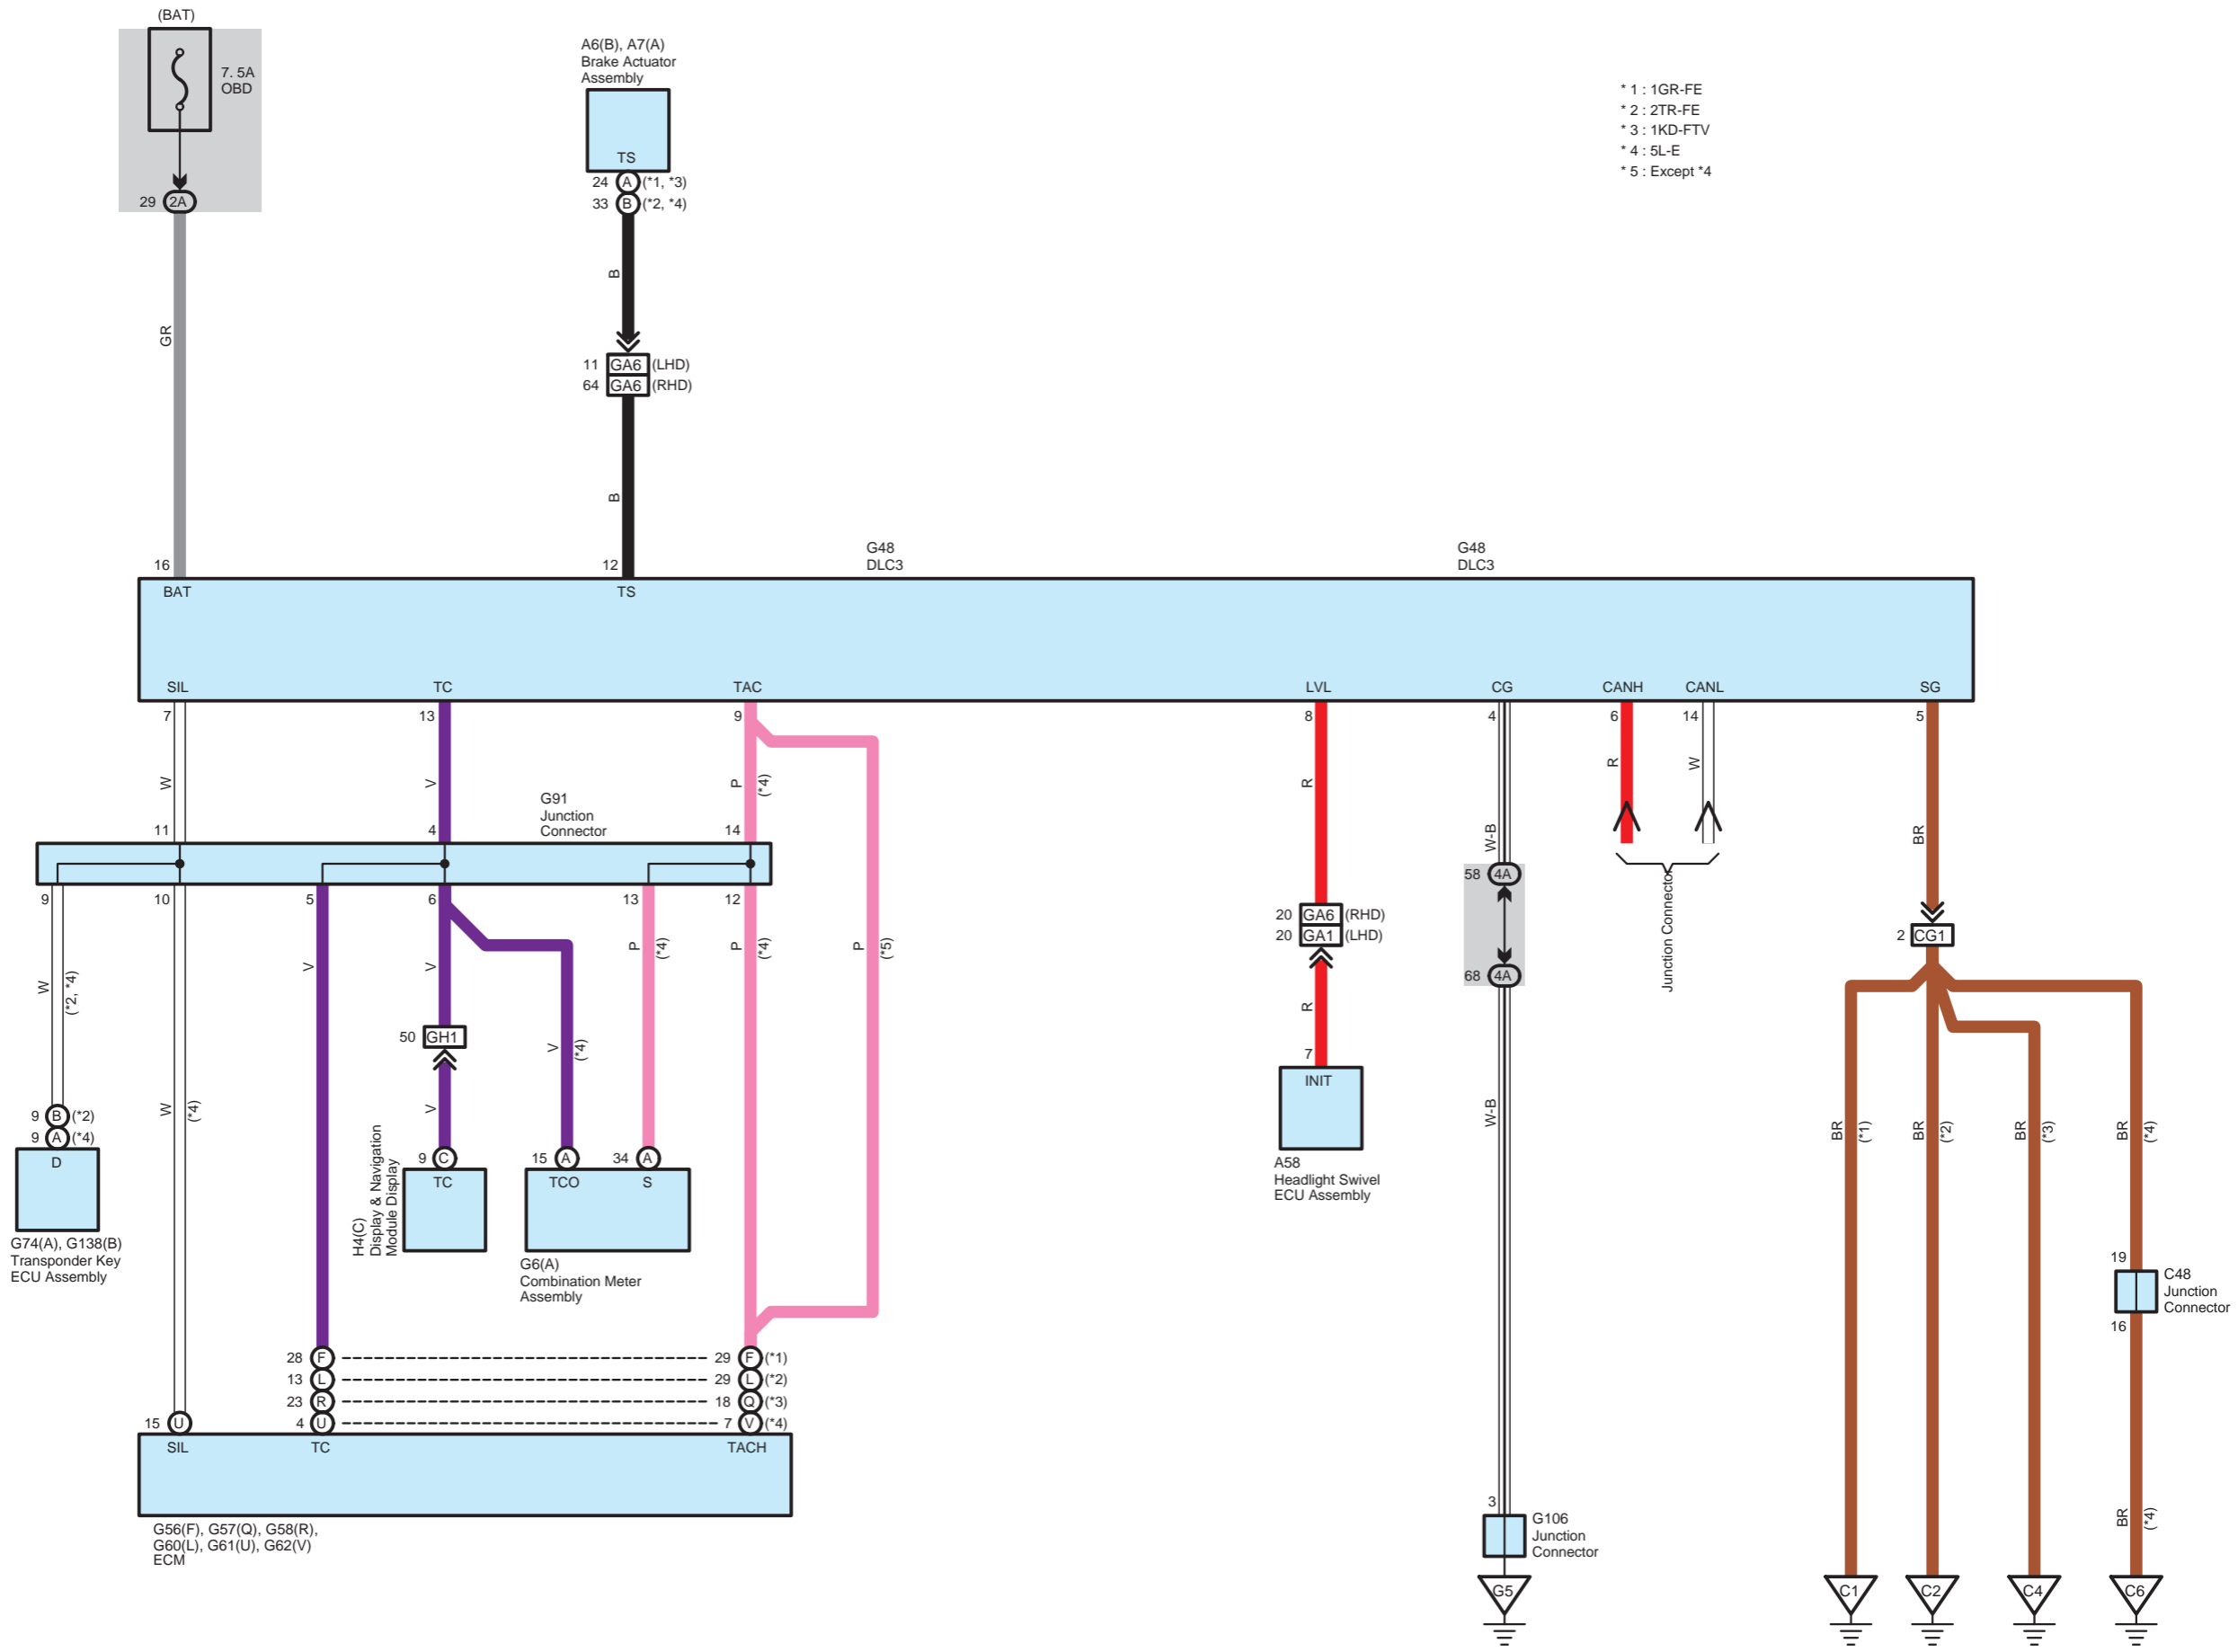 (BAT)
7. 5A
OBD
29 2A
GR
A6(B), A7(A)
Brake Actuator
Assembly
TS
24 A (*1, *3)
33 B (*2, *4)
B
11 GA6 (LHD)
64 GA6 (RHD)
B
* 1 : 1GR-FE
* 2 : 2TR-FE
* 3 : 1KD-FTV
* 4 : 5L-E
* 5 : Except *4
16
12
G48
DLC3
G48
DLC3
BAT
TS
SIL
TC
TAC
LVL
CG
CANH
CANL
SG
7
13
9
8
4
6
14
5
W
V
P
(*4)
R
W-B
R
W
BR
G91
Junction
Connector
11
4
14
9
10
5
6
13
12
58 4A
68 4A
Junction Connector
20 GA6 (RHD)
20 GA1 (LHD)
2 CG1
W
(*2, *4)
V
V
P
(*4)
P
(*4)
P
(*5)
R
50 GH1
V
(*4)
7
INIT
A58
Headlight Swivel
ECU Assembly
W
(*4)
V
W-B
BR
(*1)
BR
(*2)
BR
(*3)
BR
(*4)
9 B (*2)
9 A (*4)
D
G74(A), G138(B)
Transponder Key
ECU Assembly
9 C
TC
H4(C)
Display & Navigation
Module Display
15 A
34 A
TCO
S
G6(A)
Combination Meter
Assembly
19
C48
Junction
Connector
16
28 F
29 F (*1)
13 L
29 L (*2)
23 R
18 Q (*3)
15 U
4 U
7 V (*4)
SIL
TC
TACH
G56(F), G57(Q), G58(R),
G60(L), G61(U), G62(V)
ECM
3
G106
Junction
Connector
BR
(*4)
G5
C1
C2
C4
C6